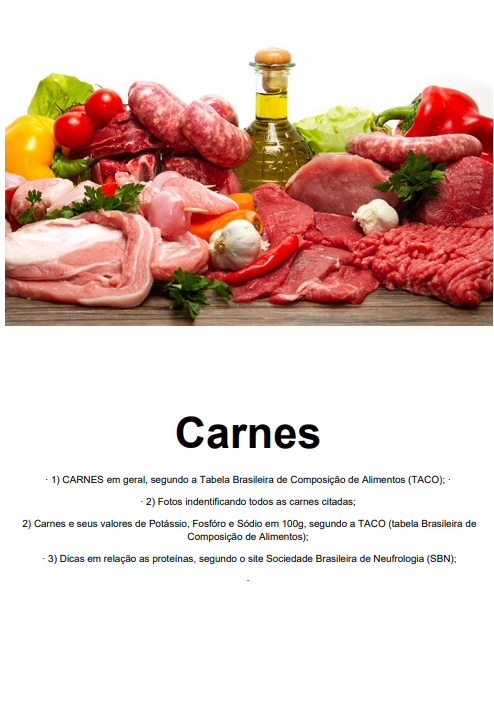 Carnes
· 1) CARNES em geral, segundo a Tabela Brasileira de Composição de Alimentos (TACO); ·
· 2) Fotos indentificando todos as carnes citadas;
2) Carnes e seus valores de Potássio, Fosfóro e Sódio em 100g, segundo a TACO (tabela Brasileira de
Composição de Alimentos);
· 3) Dicas em relação as proteínas, segundo o site Sociedade Brasileira de Neufrologia (SBN);
·